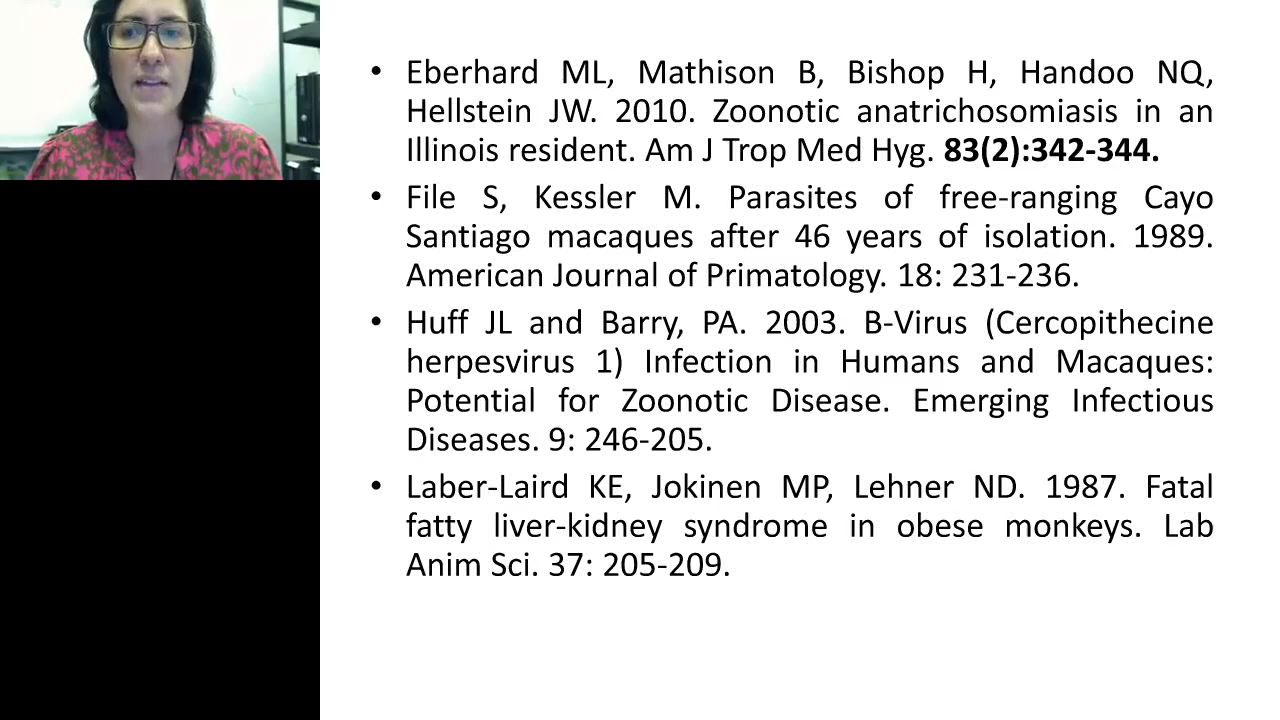 • Eberhard ML, Mathison B, Bishop H, Handoo NQ,
Hellstein JW. 2010. Zoonotic anatrichosomiasis in an
Illinois resident. Am J Trop Med Hyg. 83(2):342-344.
• File S, Kessler M. Parasites of free-ranging Cayo
Santiago macaques after 46 years of isolation. 1989.
American Journal of Primatology. 18: 231-236.
• Huff JL and Barry, PA. 2003. B-Virus (Cercopithecine
herpesvirus 1) Infection in Humans and Macaques:
Potential for Zoonotic Disease. Emerging Infectious
Diseases. 9: 246-205.
• Laber-Laird KE, Jokinen MP, Lehner ND. 1987. Fatal
fatty liver-kidney syndrome in obese monkeys. Lab
Anim Sci. 37: 205-209.